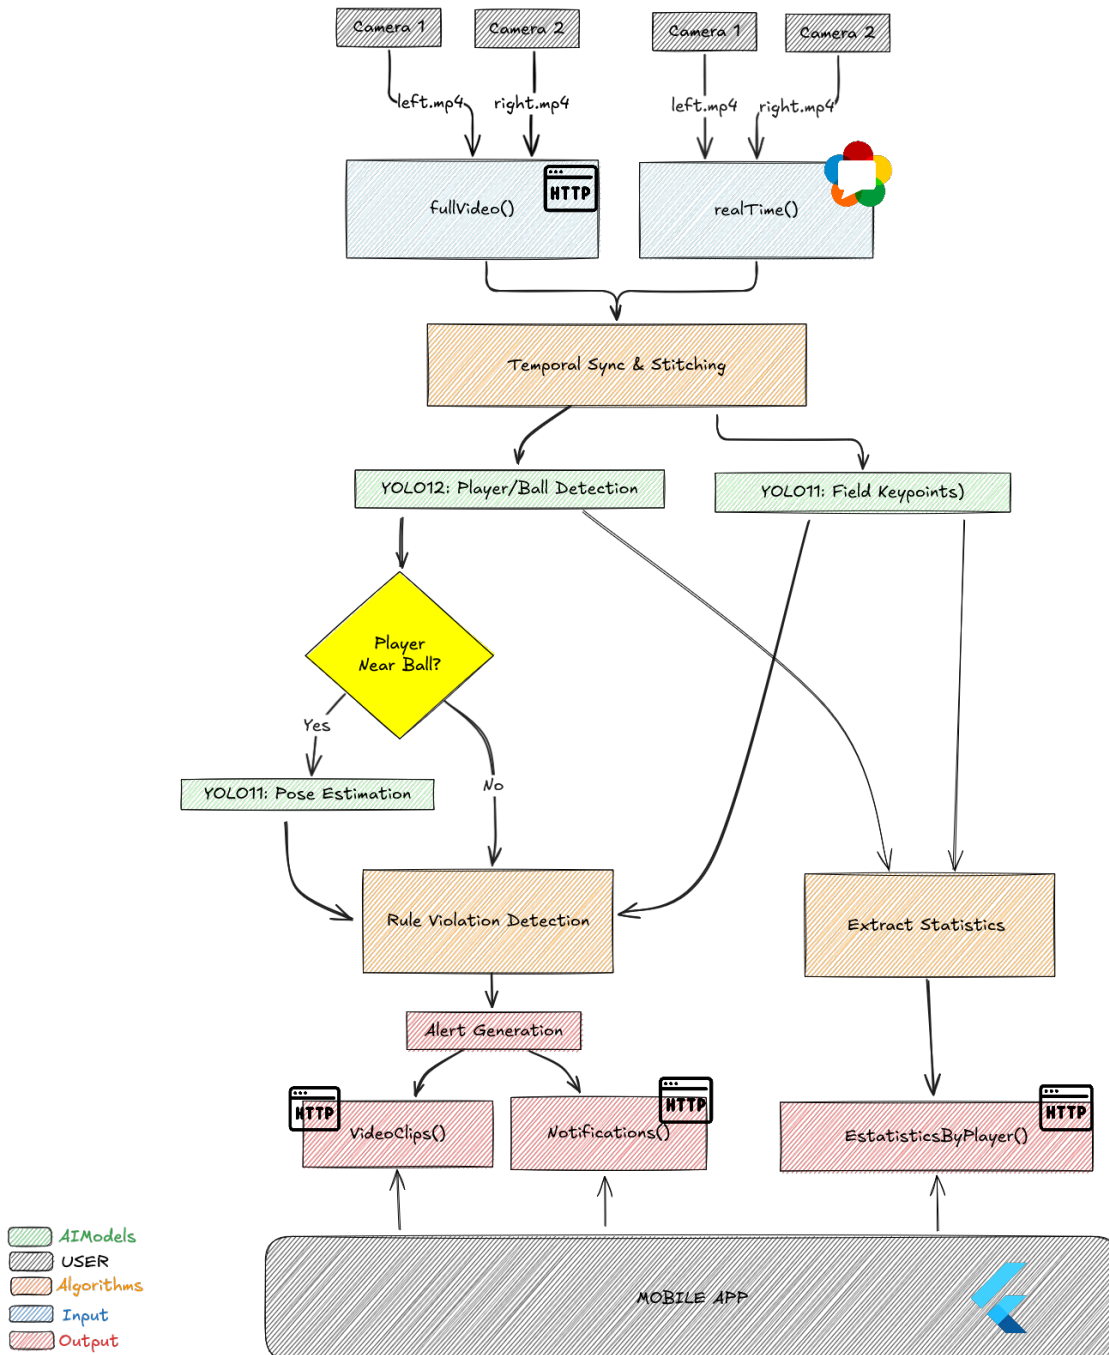 Camera 1
Camera 2
Camera 1
Camera 2
left.mp4
right.mp4
left.mp4
right.mp4
HTTP
fullVideo()
realTime()
Temporal Sync & Stitching
YOLO12: Player/Ball Detection
YOLO11: Field Keypoints)
Player
Near Ball?
Yes
No
YOLO11: Pose Estimation
Rule Violation Detection
Extract Statistics
Alert Generation
HTTP
VideoClips()
HTTP
Notifications()
HTTP
EstatisticsByPlayer()
MOBILE APP
AIModels
USER
Algorithms
Input
Output